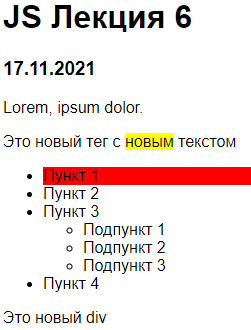 JS Лекция 6
17.11.2021
Lorem, ipsum dolor.
Это новый тег с новым текстом
Пункт 1
Пункт 2
Пункт 3
Подпункт 1
Подпункт 2
Подпункт 3
Пункт 4
Это новый div